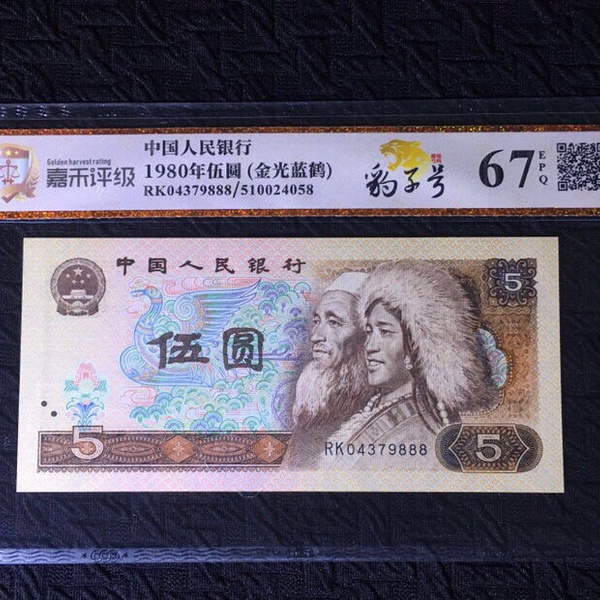 Golden harvest rating
嘉禾评级
中国人民银行
1980年伍圆 (金光蓝鹤)
RK04379888/510024058
豹子号
67
EPQ
中国人民银行
5
伍圆
5
RK04379888
5